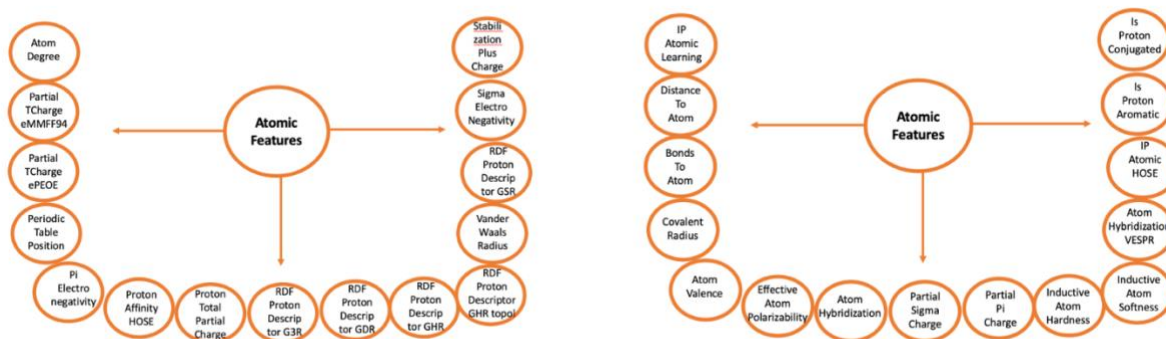 Atom
Degree
Partial
TCharge
eMMFF94
Partial
TCharge
ePEOE
Periodic
Table
Position
Pi
Electro
negativity
Proton
Affinity
HOSE
Proton
Total
Partial
Charge
RDF
Proton
Descrip
tor G3R
RDF
Proton
Descrip
tor GDR
RDF
Proton
Descrip
tor GHR
RDF
Proton
Descriptor
GHR topol
Vander
Waals
Radius
RDF
Proton
Descrip
tor GSR
Sigma
Electro
Negativity
Stabili
zation
Plus
Charge
Atomic
Features
IP
Atomic
Learning
Distance
To
Atom
Bonds
To
Atom
Covalent
Radius
Atom
Valence
Effective
Atom
Polarizability
Atom
Hybridization
Partial
Sigma
Charge
Partial
Pi
Charge
Inductive
Atom
Hardness
Inductive
Atom
Softness
Atom
Hybridization
VESPR
IP
Atomic
HOSE
Is
Proton
Aromatic
Is
Proton
Conjugated
Atomic
Features